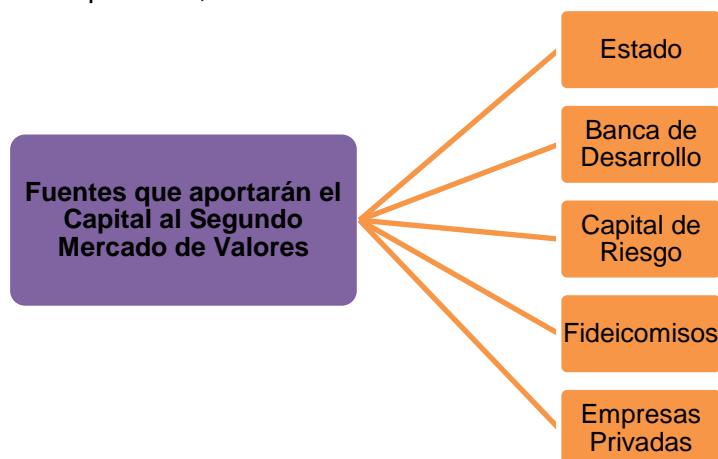 Fuentes que aportarán el
Capital al Segundo
Mercado de Valores
Estado
Banca de
Desarrollo
Capital de
Riesgo
Fideicomisos
Empresas
Privadas